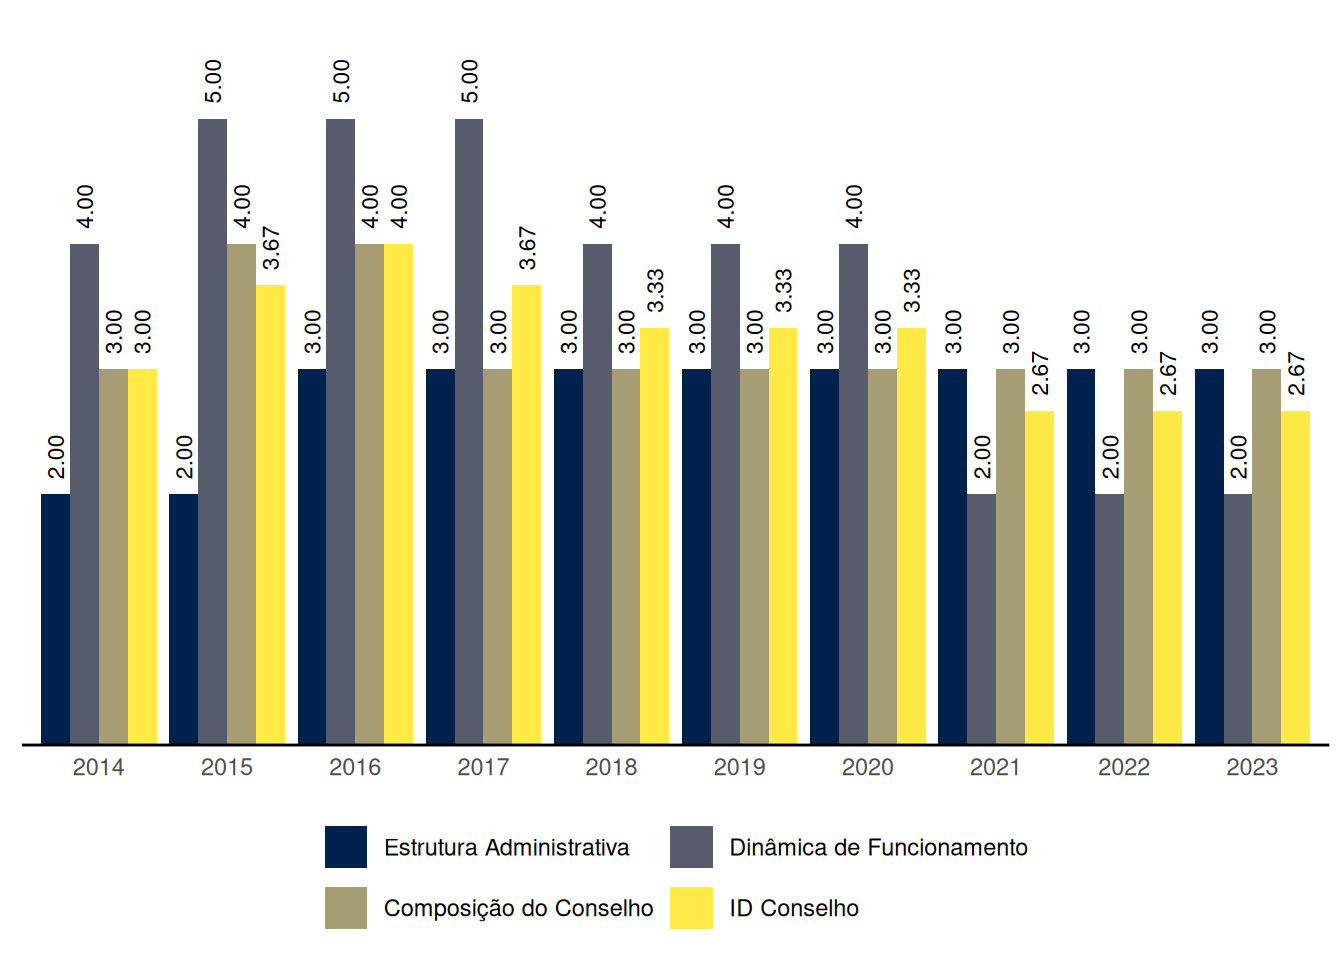 5.00 5.00 5.00
4.00 4.00 4.00 4.00 4.00 4.00 4.00
3.67 3.67
3.33 3.33 3.33
3.00 3.00 3.00 3.00 3.00 3.00 3.00 3.00 3.00 3.00 3.00 3.00 3.00 3.00 3.00 3.00
2.67 2.67 2.67
2.00 2.00 2.00 2.00 2.00
2014 2015 2016 2017 2018 2019 2020 2021 2022 2023
Estrutura Administrativa Dinâmica de Funcionamento
Composição do Conselho ID Conselho